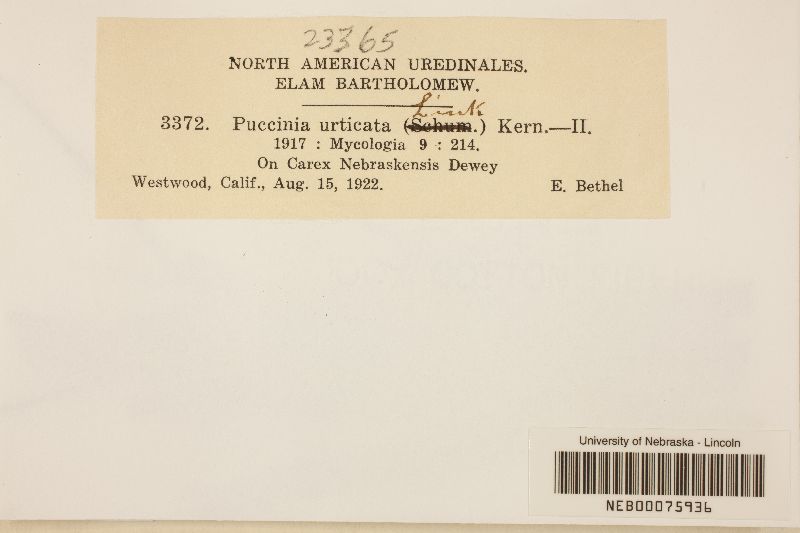 23365
NORTH AMERICAN UREDINALES.
ELAM BARTHOLOMEW.
Link
3372. Puccinia urticata (Schum.) Kern.—II.
1917 : Mycologia 9 : 214.
On Carex Nebraskensis Dewey
Westwood, Calif., Aug. 15, 1922. E. Bethel
University of Nebraska - Lincoln
NEB00075936